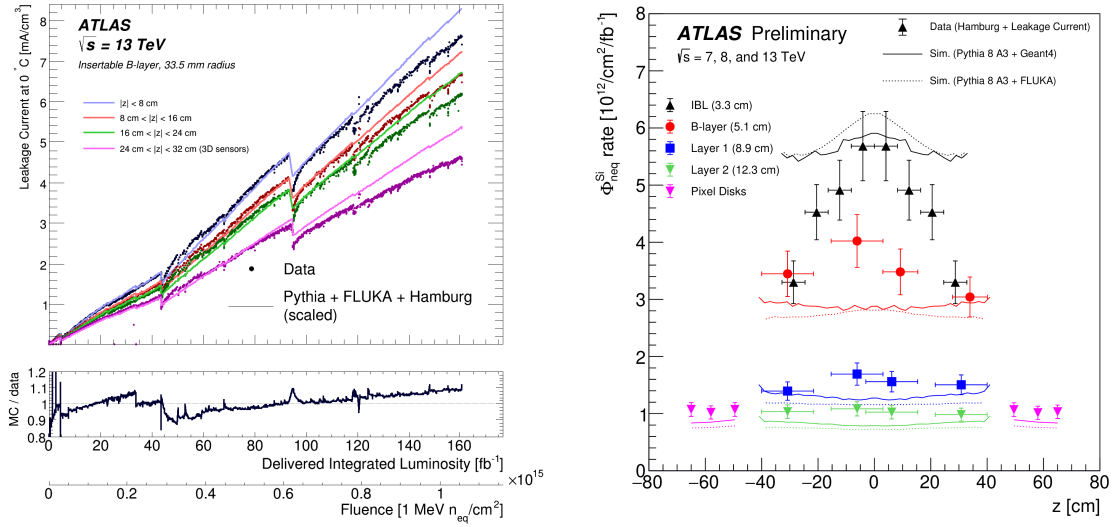 Leakage Current at 0 °C [mA/cm³]
8
7
6
5
4
3
2
1
ATLAS
√s = 13 TeV
Insertable B-layer, 33.5 mm radius
|z| < 8 cm
8 cm < |z| < 16 cm
16 cm < |z| < 24 cm
24 cm < |z| < 32 cm (3D sensors)
Data
Pythia + FLUKA + Hamburg
(scaled)
MC / data
1.2
1.1
1
0.9
0.8
0 20 40 60 80 100 120 140 160
Delivered Integrated Luminosity [fb⁻¹]
×10¹⁵
0 0.2 0.4 0.6 0.8 1
Fluence [1 MeV n_eq/cm²]
Φ_neq^Si rate [10¹²/cm²/fb⁻¹]
8
7
6
5
4
3
2
1
0
ATLAS Preliminary
√s = 7, 8, and 13 TeV
Data (Hamburg + Leakage Current)
Sim. (Pythia 8 A3 + Geant4)
Sim. (Pythia 8 A3 + FLUKA)
IBL (3.3 cm)
B-layer (5.1 cm)
Layer 1 (8.9 cm)
Layer 2 (12.3 cm)
Pixel Disks
−80 −60 −40 −20 0 20 40 60 80
z [cm]